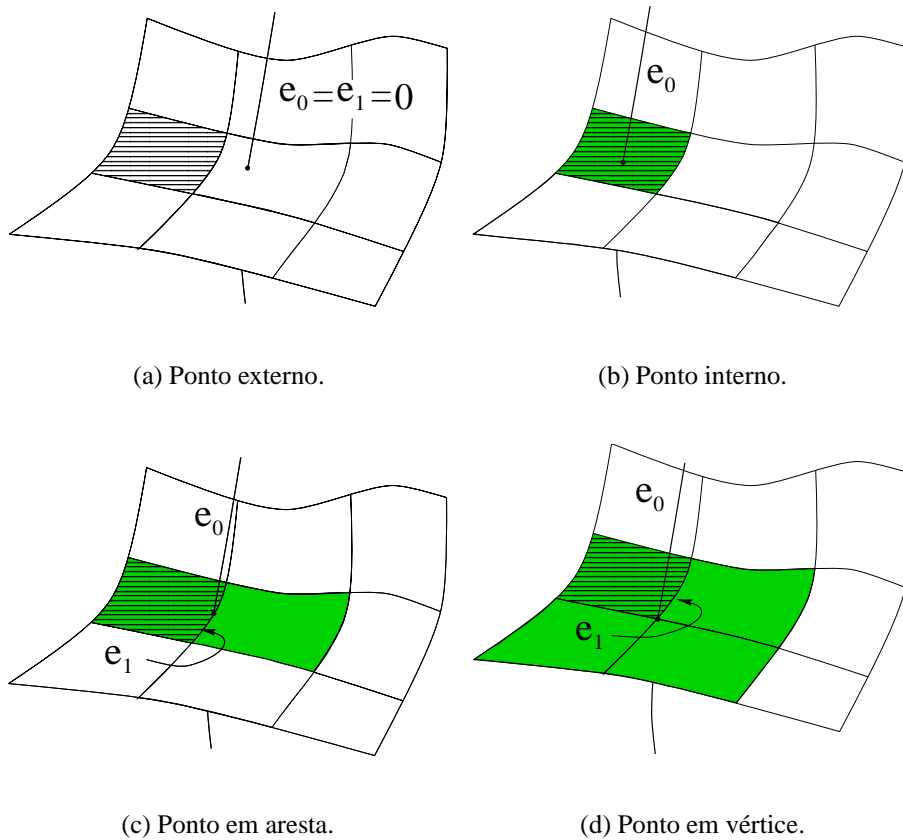 e₀=e₁=0
e₀
(a) Ponto externo.
(b) Ponto interno.
e₀
e₁
e₀
e₁
(c) Ponto em aresta.
(d) Ponto em vértice.